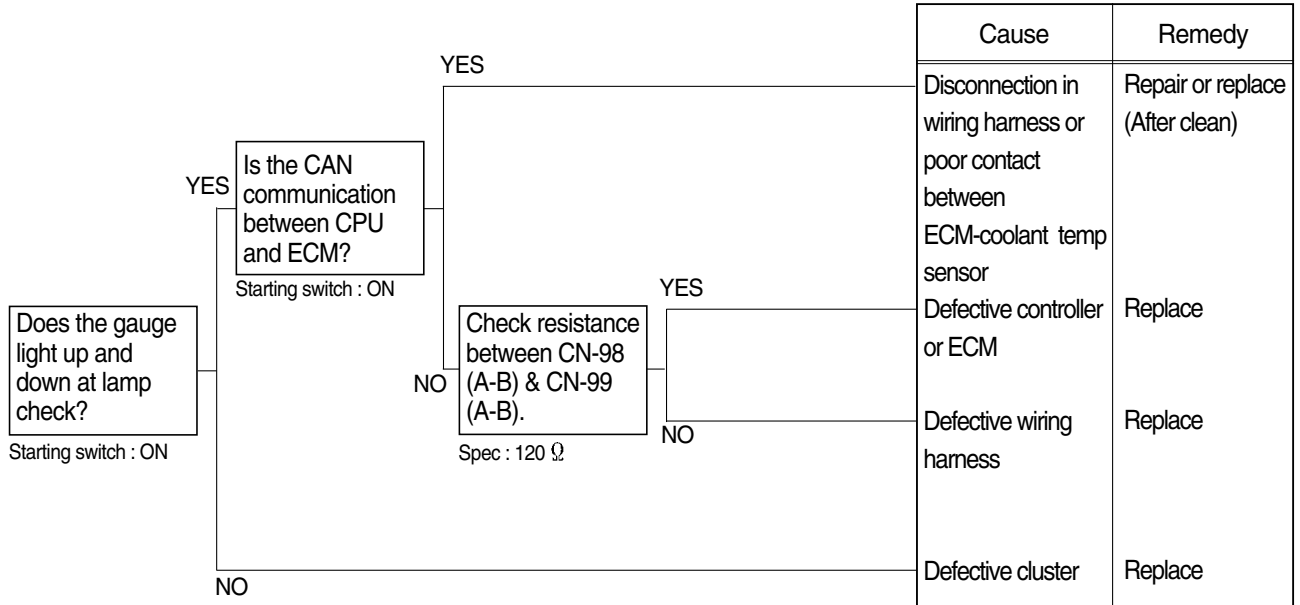 Cause
Remedy
YES
Disconnection in
wiring harness or
poor contact
between
ECM-coolant temp
sensor
Repair or replace
(After clean)
YES
Is the CAN
communication
between CPU
and ECM?
Starting switch : ON
YES
Does the gauge
light up and
down at lamp
check?
Starting switch : ON
NO
Check resistance
between CN-98
(A-B) & CN-99
(A-B).
Spec : 120 Ω
Defective controller
or ECM
Replace
NO
Defective wiring
harness
Replace
NO
Defective cluster
Replace